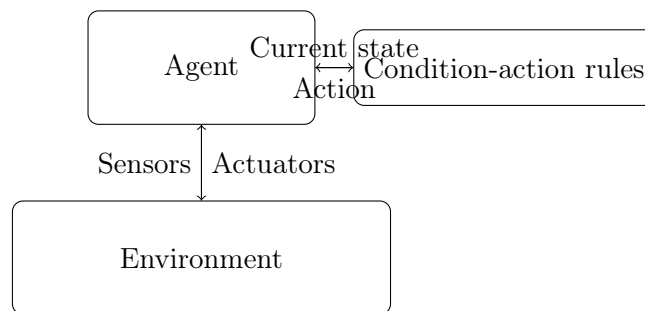 Current state
Agent
Condition-action rules
Action
Sensors
Actuators
Environment